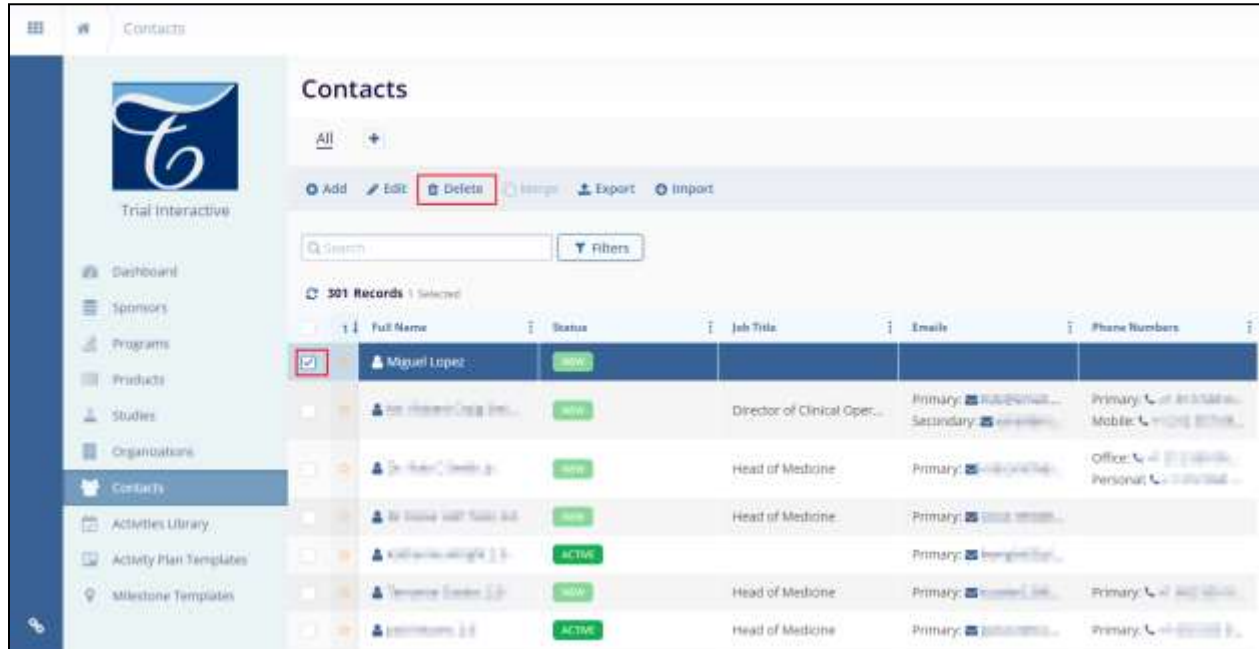 Contacts
Contacts
All
Add Edit Delete Merge Export Import
Trial Interactive
Search Filters
301 Records 1 Selected
Full Name Status Job Title Emails Phone Numbers
Miguel Lopez NEW
NEW Director of Clinical Oper... Primary: Primary:
Secondary: Mobile:
NEW Head of Medicine Primary: Office:
Personal:
NEW Head of Medicine Primary:
ACTIVE Primary:
NEW Head of Medicine Primary: Primary:
ACTIVE Head of Medicine Primary: Primary:
Dashboard
Sponsors
Programs
Products
Studies
Organizations
Contacts
Activities Library
Activity Plan Templates
Milestone Templates